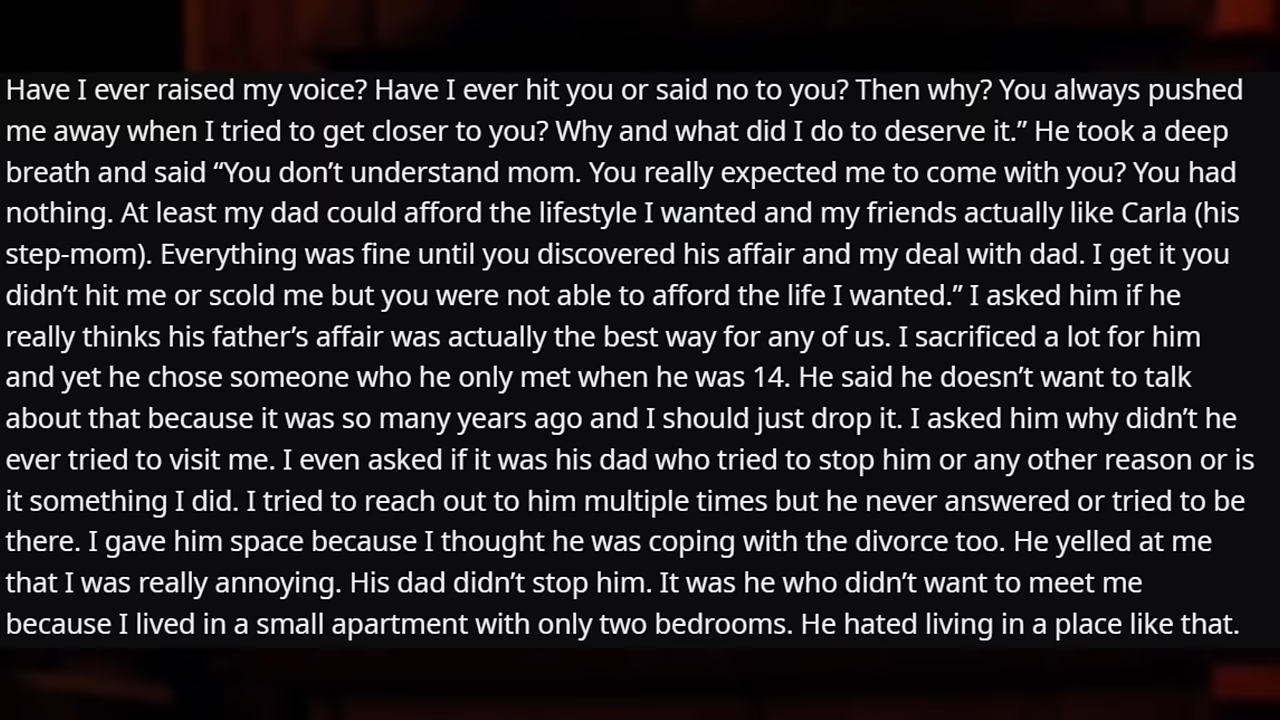 Have I ever raised my voice? Have I ever hit you or said no to you? Then why? You always pushed
me away when I tried to get closer to you? Why and what did I do to deserve it.” He took a deep
breath and said “You don’t understand mom. You really expected me to come with you? You had
nothing. At least my dad could afford the lifestyle I wanted and my friends actually like Carla (his
step-mom). Everything was fine until you discovered his affair and my deal with dad. I get it you
didn’t hit me or scold me but you were not able to afford the life I wanted.” I asked him if he
really thinks his father’s affair was actually the best way for any of us. I sacrificed a lot for him
and yet he chose someone who he only met when he was 14. He said he doesn’t want to talk
about that because it was so many years ago and I should just drop it. I asked him why didn’t he
ever tried to visit me. I even asked if it was his dad who tried to stop him or any other reason or is
it something I did. I tried to reach out to him multiple times but he never answered or tried to be
there. I gave him space because I thought he was coping with the divorce too. He yelled at me
that I was really annoying. His dad didn’t stop him. It was he who didn’t want to meet me
because I lived in a small apartment with only two bedrooms. He hated living in a place like that.